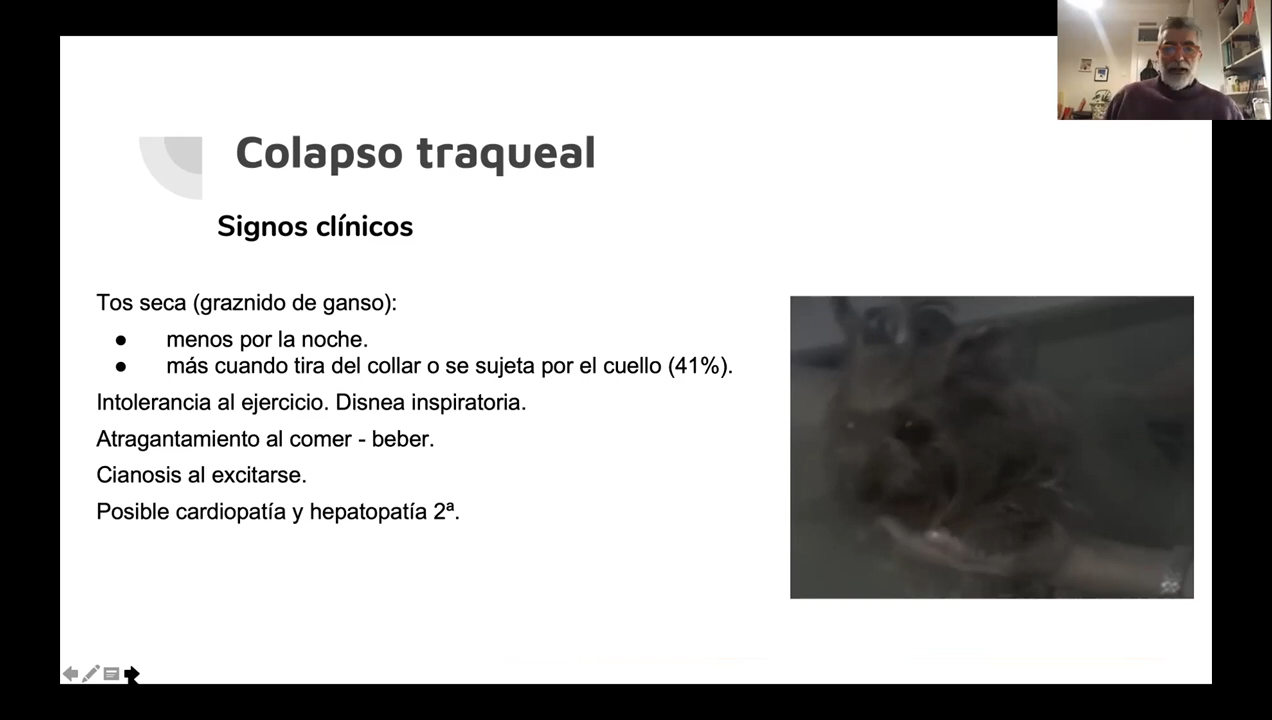 Colapso traqueal
Signos clínicos
Tos seca (graznido de ganso):
● menos por la noche.
● más cuando tira del collar o se sujeta por el cuello (41%).
Intolerancia al ejercicio. Disnea inspiratoria.
Atragantamiento al comer - beber.
Cianosis al excitarse.
Posible cardiopatía y hepatopatía 2ª.